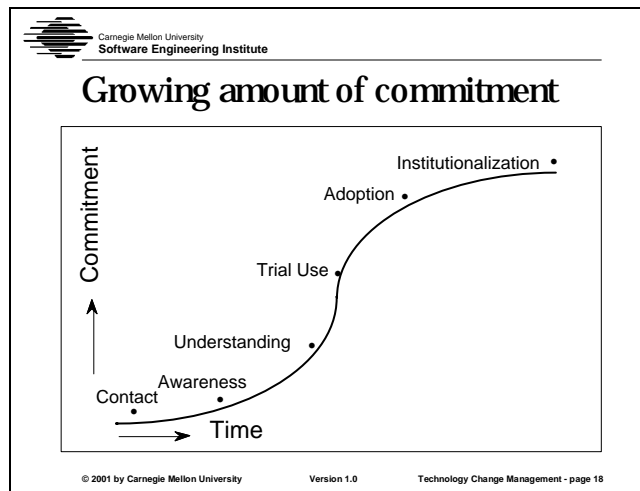 Carnegie Mellon University
Software Engineering Institute
Growing amount of commitment
Commitment
Institutionalization
Adoption
Trial Use
Understanding
Awareness
Contact
Time
© 2001 by Carnegie Mellon University Version 1.0 Technology Change Management - page 18